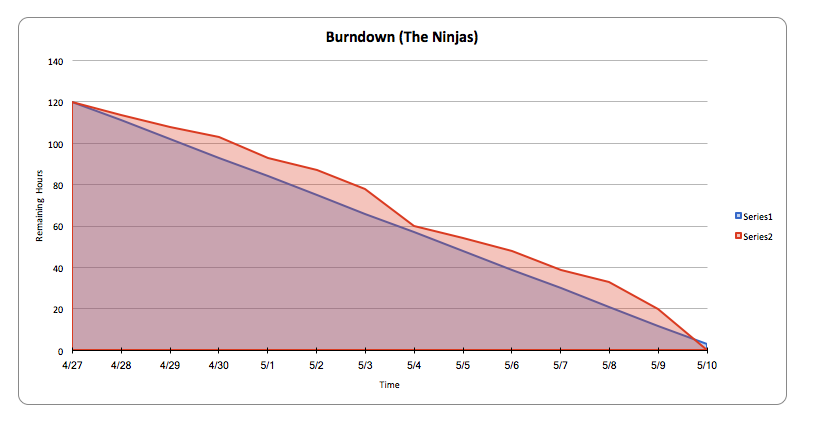 Burndown (The Ninjas)
140
120
100
80
60
40
20
0
Remaining Hours
4/27 4/28 4/29 4/30 5/1 5/2 5/3 5/4 5/5 5/6 5/7 5/8 5/9 5/10
Time
Series1
Series2